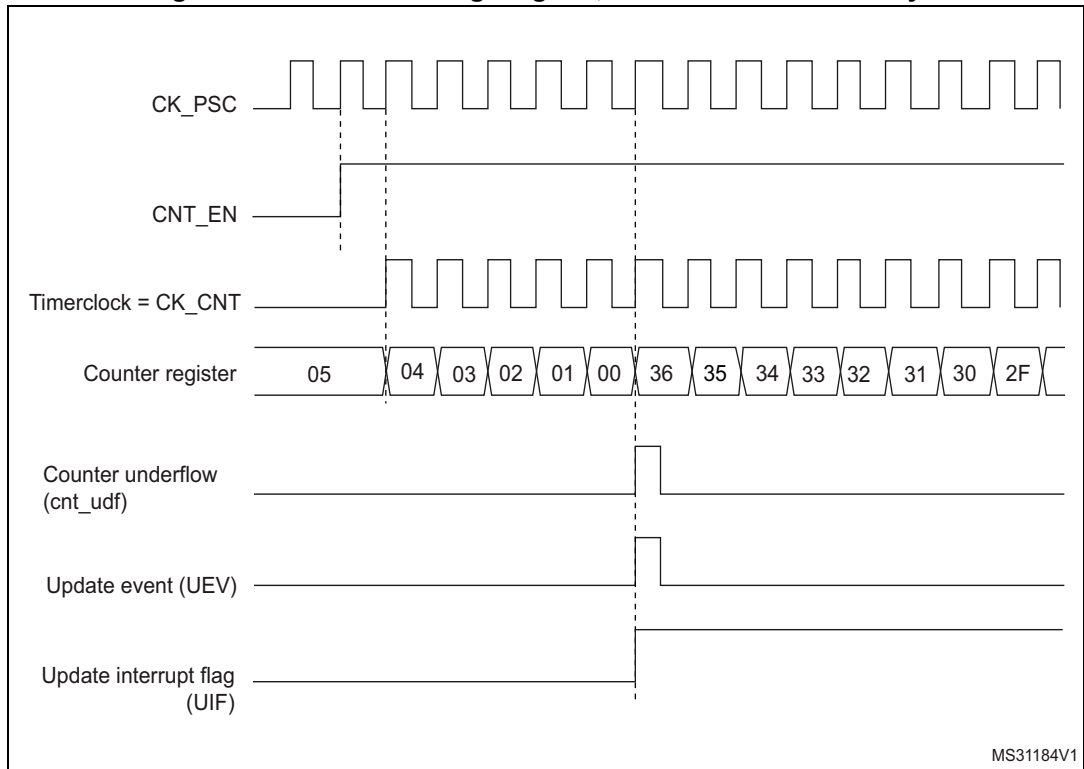 CK_PSC
CNT_EN
Timerclock = CK_CNT
Counter register 05 04 03 02 01 00 36 35 34 33 32 31 30 2F
Counter underflow
(cnt_udf)
Update event (UEV)
Update interrupt flag
(UIF)
MS31184V1